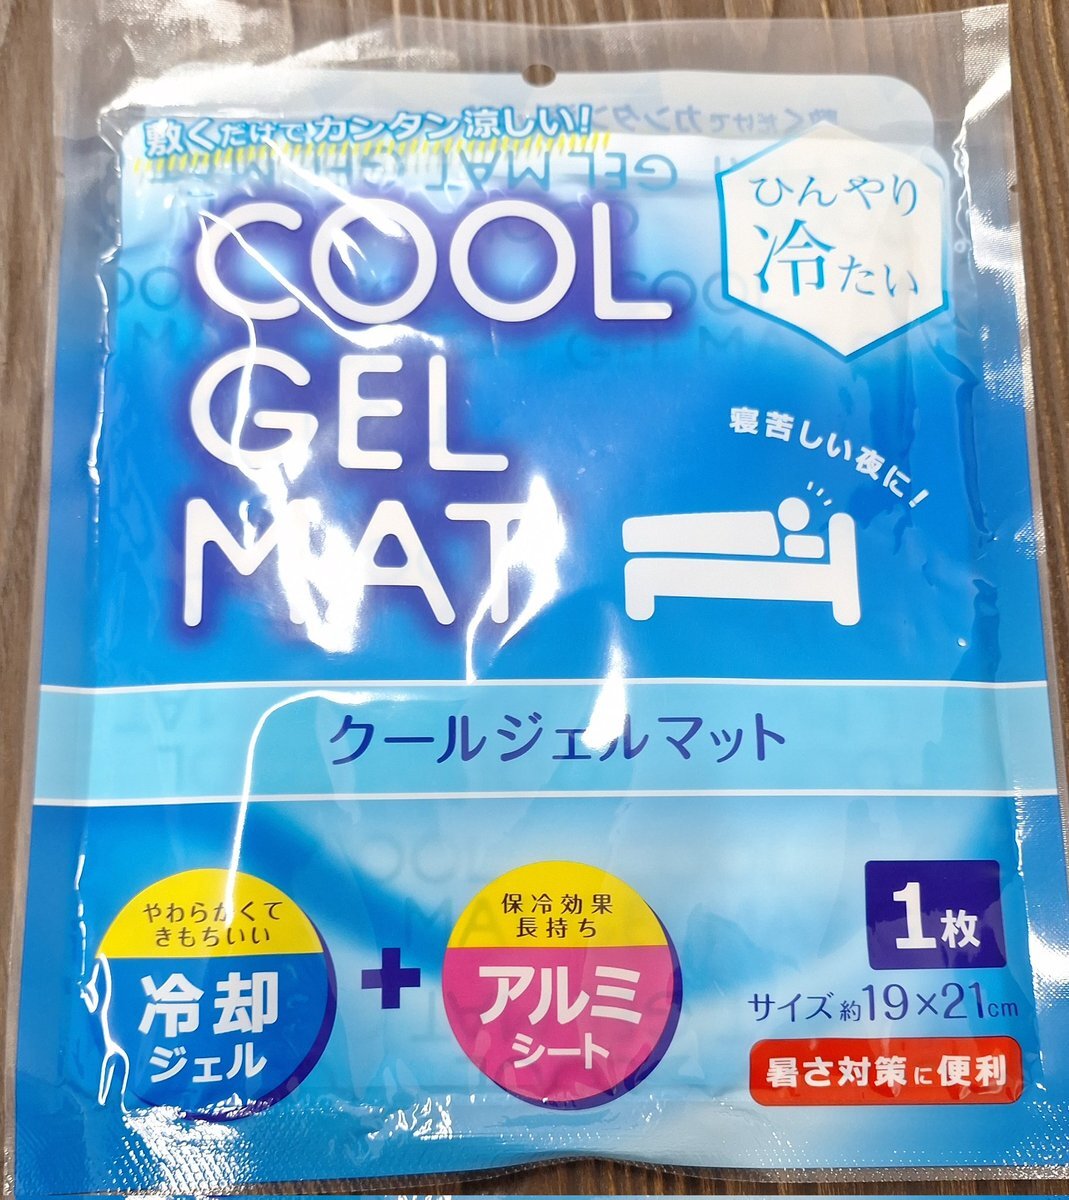 敷くだけでカンタン涼しい!
COOL
GEL
MAT
ひんやり
冷たい
寝苦しい夜に!
クールジェルマット
やわらかくて
きもちいい
冷却
ジェル
+
保冷効果
長持ち
アルミ
シート
1枚
サイズ約19×21cm
暑さ対策に便利